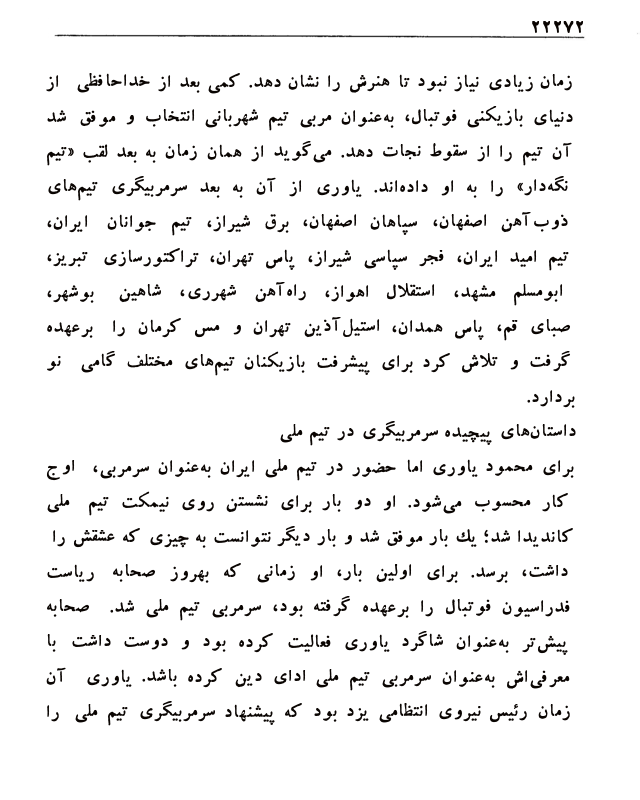 ۲۲۲۷۲
زمان زیادی نیاز نبود تا هنرش را نشان دهد. کمی بعد از خداحافظی از
دنیای بازیکنی فوتبال، به‌عنوان مربی تیم شهربانی انتخاب و موفق شد
آن تیم را از سقوط نجات دهد. می‌گوید از همان زمان به بعد لقب «تیم
نگه‌دار» را به او داده‌اند. یاوری از آن به بعد سرمربیگری تیم‌های
ذوب‌آهن اصفهان، سپاهان اصفهان، برق شیراز، تیم جوانان ایران،
تیم امید ایران، فجر سپاسی شیراز، پاس تهران، تراکتورسازی تبریز،
ابومسلم مشهد، استقلال اهواز، راه‌آهن شهرری، شاهین بوشهر،
صبای قم، پاس همدان، استیل‌آذین تهران و مس کرمان را برعهده
گرفت و تلاش کرد برای پیشرفت بازیکنان تیم‌های مختلف گامی نو
بردارد.
داستان‌های پیچیده سرمربیگری در تیم ملی
برای محمود یاوری اما حضور در تیم ملی ایران به‌عنوان سرمربی، اوج
کار محسوب می‌شود. او دو بار برای نشستن روی نیمکت تیم ملی
کاندیدا شد؛ یك بار موفق شد و بار دیگر نتوانست به چیزی که عشقش را
داشت، برسد. برای اولین بار، او زمانی که بهروز صحابه ریاست
فدراسیون فوتبال را برعهده گرفته بود، سرمربی تیم ملی شد. صحابه
پیش‌تر به‌عنوان شاگرد یاوری فعالیت کرده بود و دوست داشت با
معرفی‌اش به‌عنوان سرمربی تیم ملی ادای دین کرده باشد. یاوری آن
زمان رئیس نیروی انتظامی یزد بود که پیشنهاد سرمربیگری تیم ملی را